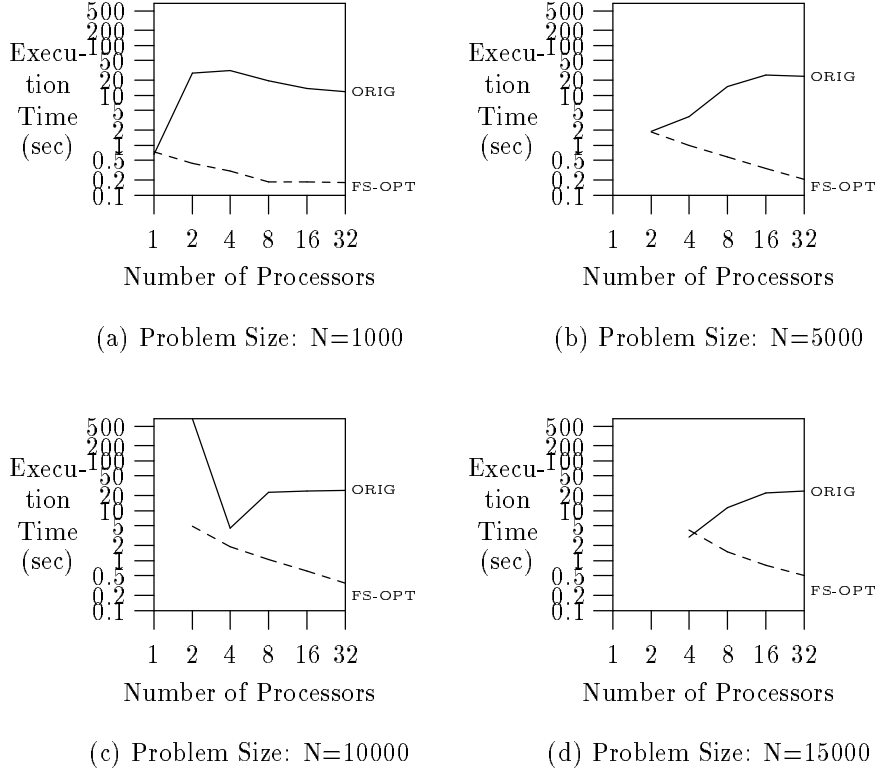 500
200
100
50
20
10
5
2
1
0.5
0.2
0.1
Execu-
tion
Time
(sec)
ORIG
FS-OPT
1 2 4 8 16 32
Number of Processors
(a) Problem Size: N=1000
500
200
100
50
20
10
5
2
1
0.5
0.2
0.1
Execu-
tion
Time
(sec)
ORIG
FS-OPT
1 2 4 8 16 32
Number of Processors
(b) Problem Size: N=5000
500
200
100
50
20
10
5
2
1
0.5
0.2
0.1
Execu-
tion
Time
(sec)
ORIG
FS-OPT
1 2 4 8 16 32
Number of Processors
(c) Problem Size: N=10000
500
200
100
50
20
10
5
2
1
0.5
0.2
0.1
Execu-
tion
Time
(sec)
ORIG
FS-OPT
1 2 4 8 16 32
Number of Processors
(d) Problem Size: N=15000